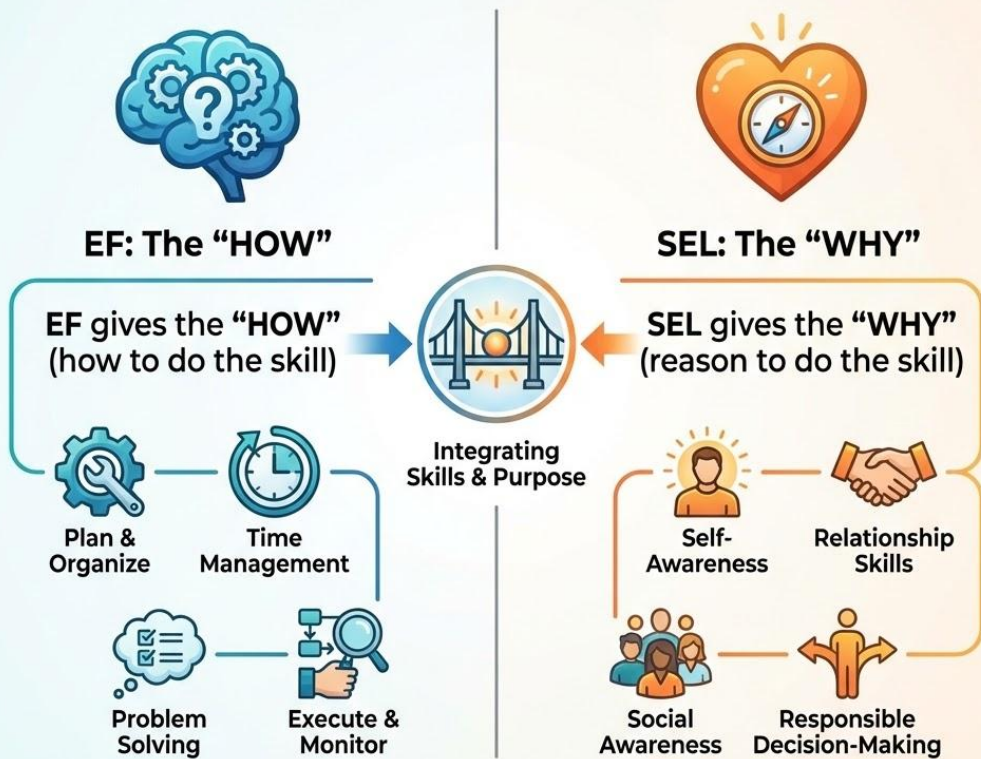 EF: The “HOW”
EF gives the “HOW”
(how to do the skill)
Plan &
Organize
Time
Management
Problem
Solving
Execute &
Monitor
?
Integrating
Skills & Purpose
SEL: The “WHY”
SEL gives the “WHY”
(reason to do the skill)
Self-
Awareness
Relationship
Skills
Social
Awareness
Responsible
Decision-Making